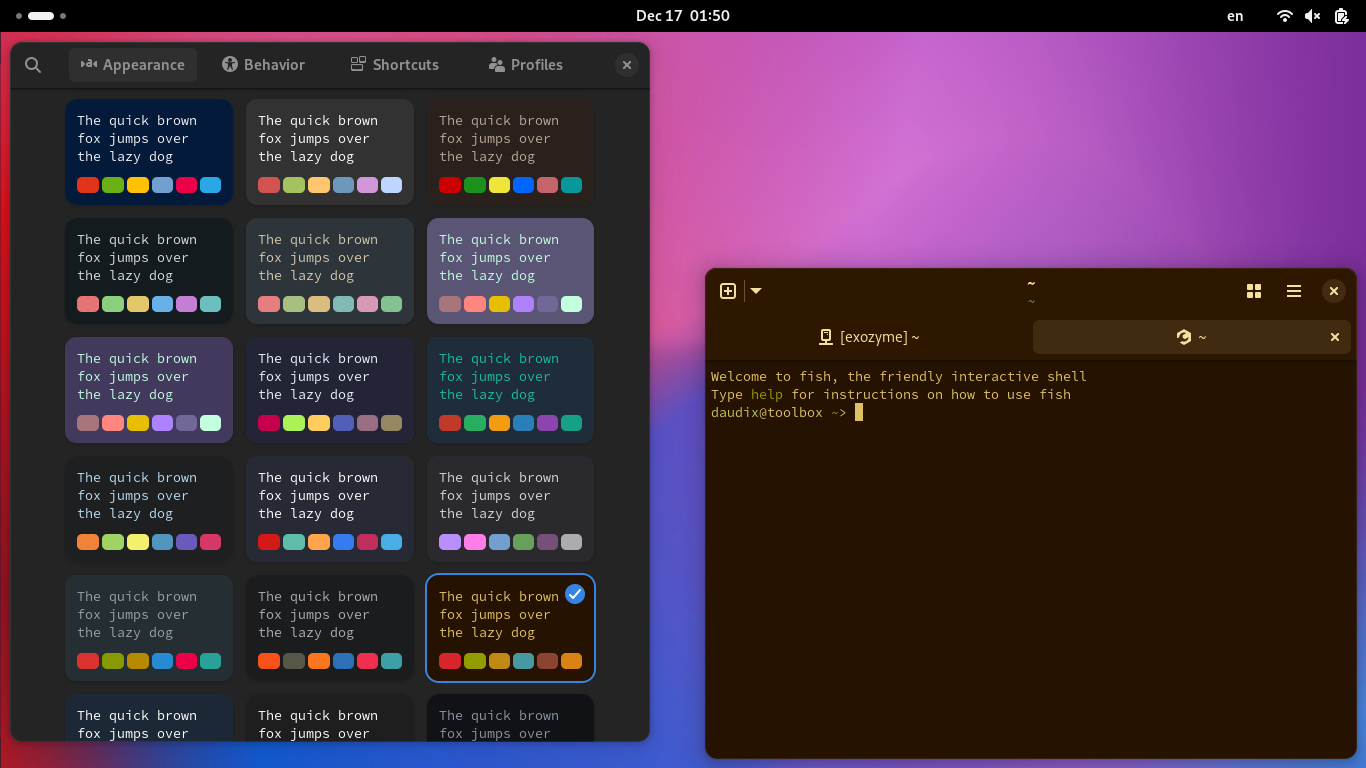 Dec 17 01:50
en
Appearance
Behavior
Shortcuts
Profiles
The quick brown
fox jumps over
the lazy dog
The quick brown
fox jumps over
the lazy dog
The quick brown
fox jumps over
the lazy dog
The quick brown
fox jumps over
the lazy dog
The quick brown
fox jumps over
the lazy dog
The quick brown
fox jumps over
the lazy dog
The quick brown
fox jumps over
the lazy dog
The quick brown
fox jumps over
the lazy dog
The quick brown
fox jumps over
the lazy dog
The quick brown
fox jumps over
the lazy dog
The quick brown
fox jumps over
the lazy dog
The quick brown
fox jumps over
the lazy dog
The quick brown
fox jumps over
the lazy dog
The quick brown
fox jumps over
the lazy dog
The quick brown
fox jumps over
the lazy dog
The quick brown
fox jumps over
The quick brown
fox jumps over
The quick brown
fox jumps over
~
~
[exozyme] ~
~
Welcome to fish, the friendly interactive shell
Type help for instructions on how to use fish
daudix@toolbox ~>